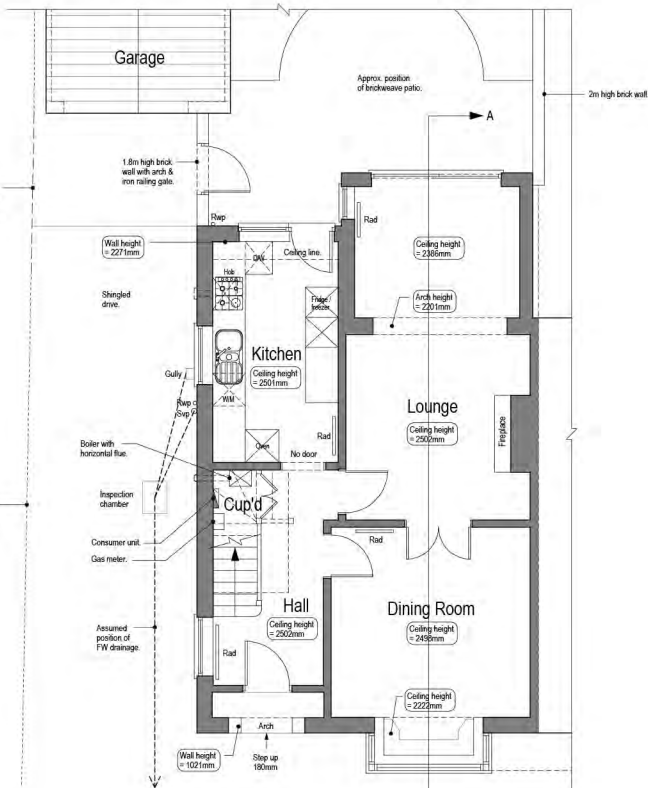 Garage
Approx. position
of brickweave patio.
2m high brick wall.
A
1.8m high brick
wall with arch &
iron railing gate.
Rwp
Rad
Wall height
= 2271mm
Ceiling line.
Ceiling height
= 2386mm
Hob
Fridge /
freezer
Shingled
drive.
Arch height
= 2201mm
Kitchen
Ceiling height
= 2501mm
Gully
W/M
Lounge
Ceiling height
= 2502mm
Fireplace
Rwp
Svp
Rad
Oven
Boiler with
horizontal flue.
No door
Inspection
chamber
Cup'd
Consumer unit.
Gas meter.
Rad
Hall
Ceiling height
= 2502mm
Dining Room
Ceiling height
= 2498mm
Assumed
position of
FW drainage.
Rad
Ceiling height
= 2222mm
Arch
Wall height
= 1021mm
Step up
180mm